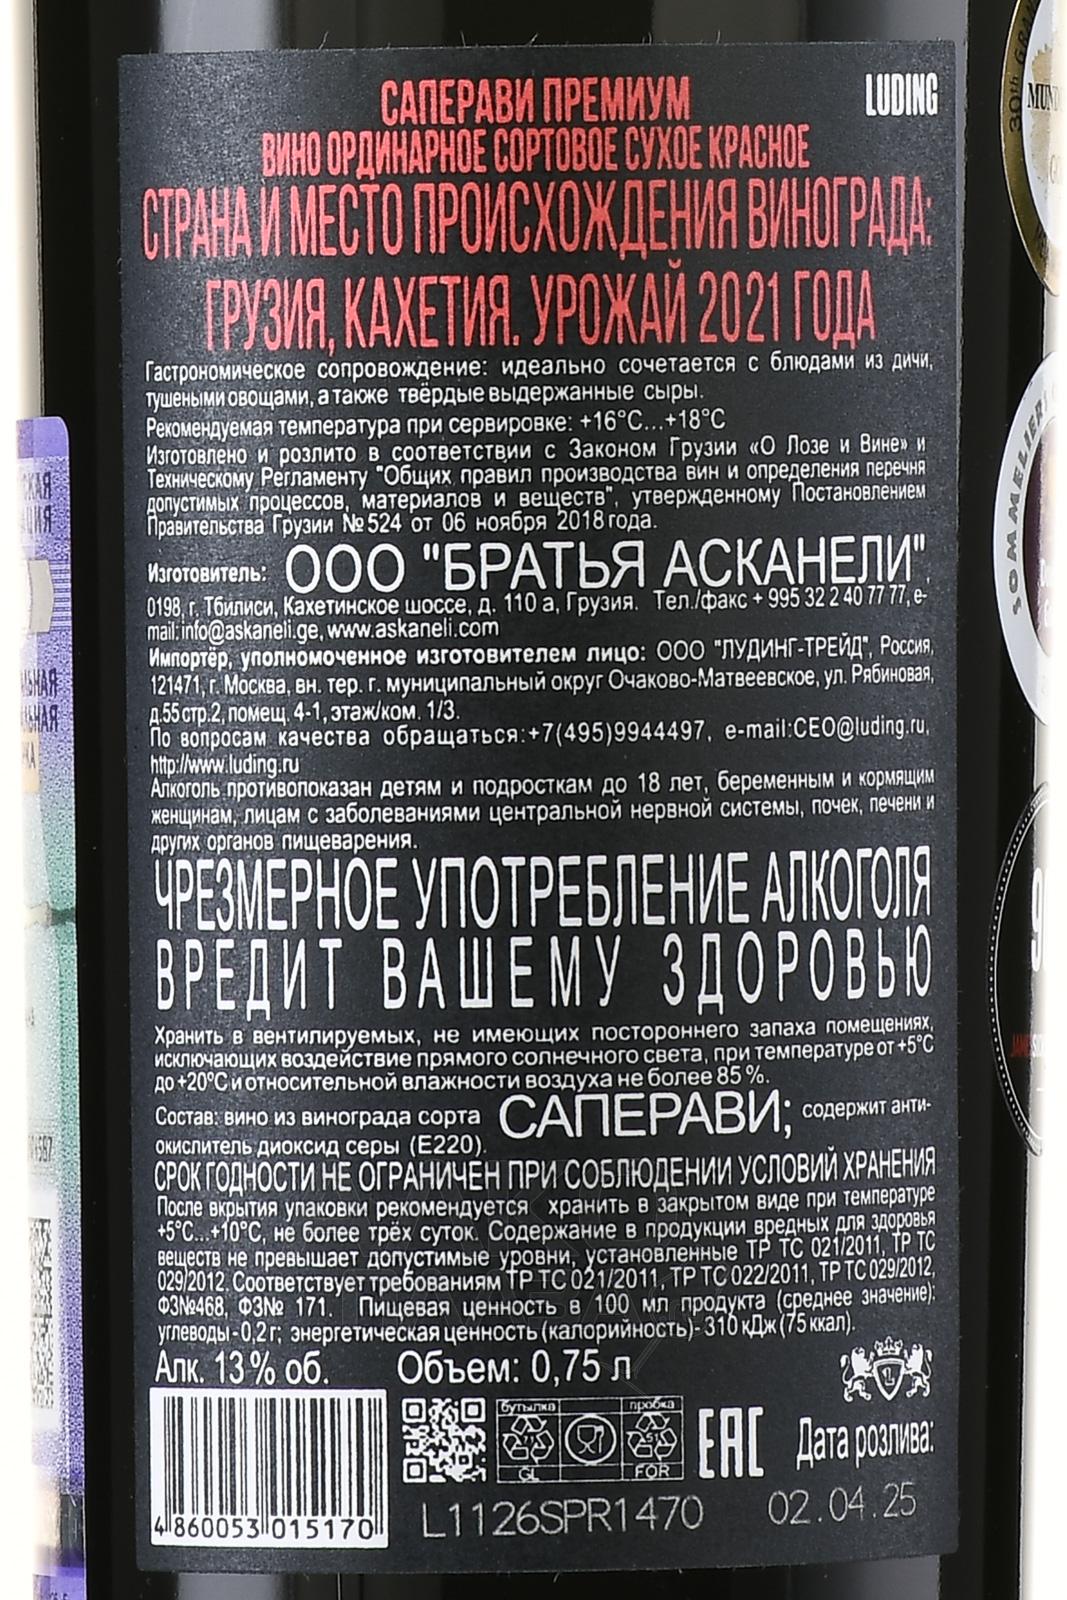 LUDING
САПЕРАВИ ПРЕМИУМ
ВИНО ОРДИНАРНОЕ СОРТОВОЕ СУХОЕ КРАСНОЕ
СТРАНА И МЕСТО ПРОИСХОЖДЕНИЯ ВИНОГРАДА:
ГРУЗИЯ, КАХЕТИЯ. УРОЖАЙ 2021 ГОДА
Гастрономическое сопровождение: идеально сочетается с блюдами из дичи,
тушеными овощами, а также твёрдые выдержанные сыры.
Рекомендуемая температура при сервировке: +16°C...+18°C
Изготовлено и розлито в соответствии с Законом Грузии «О Лозе и Вине» и
Техническому Регламенту "Общих правил производства вин и определения перечня
допустимых процессов, материалов и веществ", утвержденному Постановлением
Правительства Грузии №524 от 06 ноября 2018 года.
Изготовитель: ООО "БРАТЬЯ АСКАНЕЛИ",
0198, г. Тбилиси, Кахетинское шоссе, д. 110 а, Грузия. Тел./факс + 995 32 2 40 77 77, e-
mail: info@askaneli.ge, www.askaneli.com
Импортёр, уполномоченное изготовителем лицо: ООО "ЛУДИНГ-ТРЕЙД", Россия,
121471, г. Москва, вн. тер. г. муниципальный округ Очаково-Матвеевское, ул. Рябиновая,
д.55 стр.2, помещ. 4-1, этаж/ком. 1/3.
По вопросам качества обращаться:+7(495)9944497, e-mail:CEO@luding.ru,
http://www.luding.ru
Алкоголь противопоказан детям и подросткам до 18 лет, беременным и кормящим
женщинам, лицам с заболеваниями центральной нервной системы, почек, печени и
других органов пищеварения.
ЧРЕЗМЕРНОЕ УПОТРЕБЛЕНИЕ АЛКОГОЛЯ
ВРЕДИТ ВАШЕМУ ЗДОРОВЬЮ
Хранить в вентилируемых, не имеющих постороннего запаха помещениях,
исключающих воздействие прямого солнечного света, при температуре от +5°C
до +20°C и относительной влажности воздуха не более 85 %.
Состав: вино из винограда сорта САПЕРАВИ; содержит анти-
окислитель диоксид серы (E220).
СРОК ГОДНОСТИ НЕ ОГРАНИЧЕН ПРИ СОБЛЮДЕНИИ УСЛОВИЙ ХРАНЕНИЯ
После вкрытия упаковки рекомендуется хранить в закрытом виде при температуре
+5°C...+10°C, не более трёх суток. Содержание в продукции вредных для здоровья
веществ не превышает допустимые уровни, установленные ТР ТС 021/2011, ТР ТС
029/2012. Соответствует требованиям ТР ТС 021/2011, ТР ТС 022/2011, ТР ТС 029/2012,
ФЗ№468, ФЗ№ 171. Пищевая ценность в 100 мл продукта (среднее значение):
углеводы - 0,2 г; энергетическая ценность (калорийность)- 310 кДж (75 ккал).
Алк. 13 % об. Объем: 0,75 л
бутылка пробка
71 51
GL FOR
EAC
Дата розлива:
4 860053 015170
L1126SPR1470 02.04.25